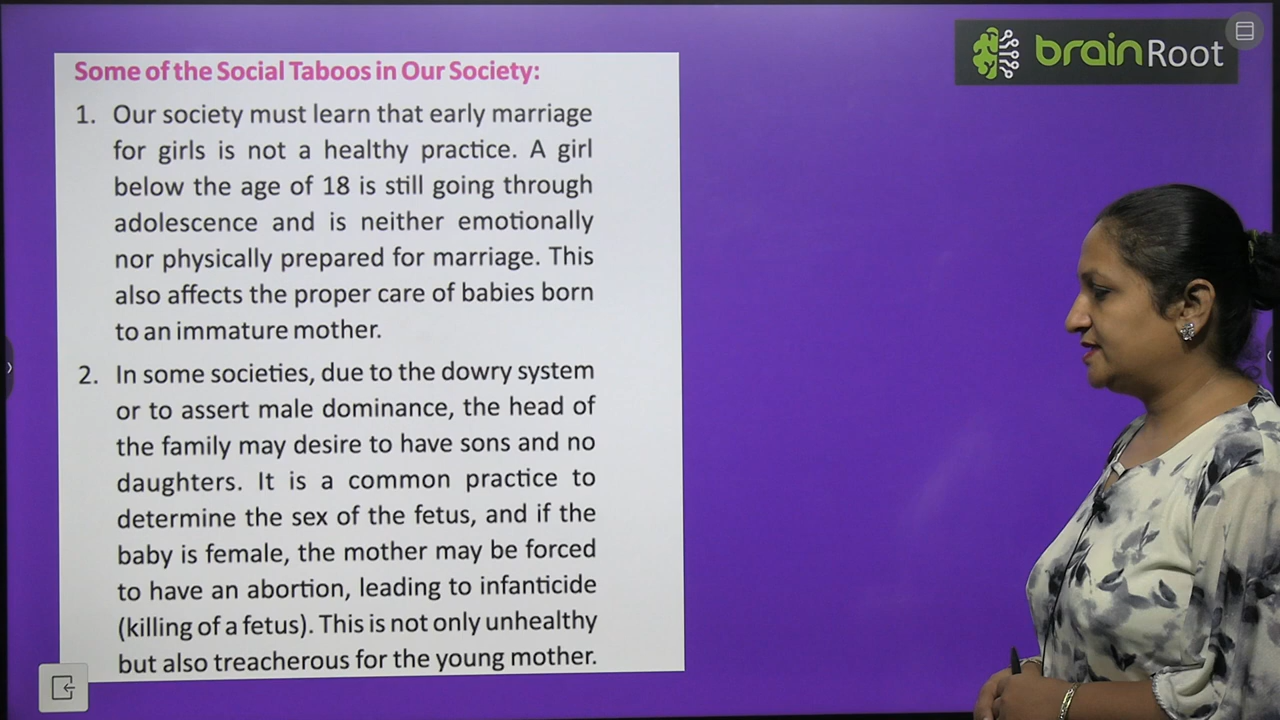 brainRoot
Some of the Social Taboos in Our Society:
1. Our society must learn that early marriage
for girls is not a healthy practice. A girl
below the age of 18 is still going through
adolescence and is neither emotionally
nor physically prepared for marriage. This
also affects the proper care of babies born
to an immature mother.
2. In some societies, due to the dowry system
or to assert male dominance, the head of
the family may desire to have sons and no
daughters. It is a common practice to
determine the sex of the fetus, and if the
baby is female, the mother may be forced
to have an abortion, leading to infanticide
(killing of a fetus). This is not only unhealthy
but also treacherous for the young mother.